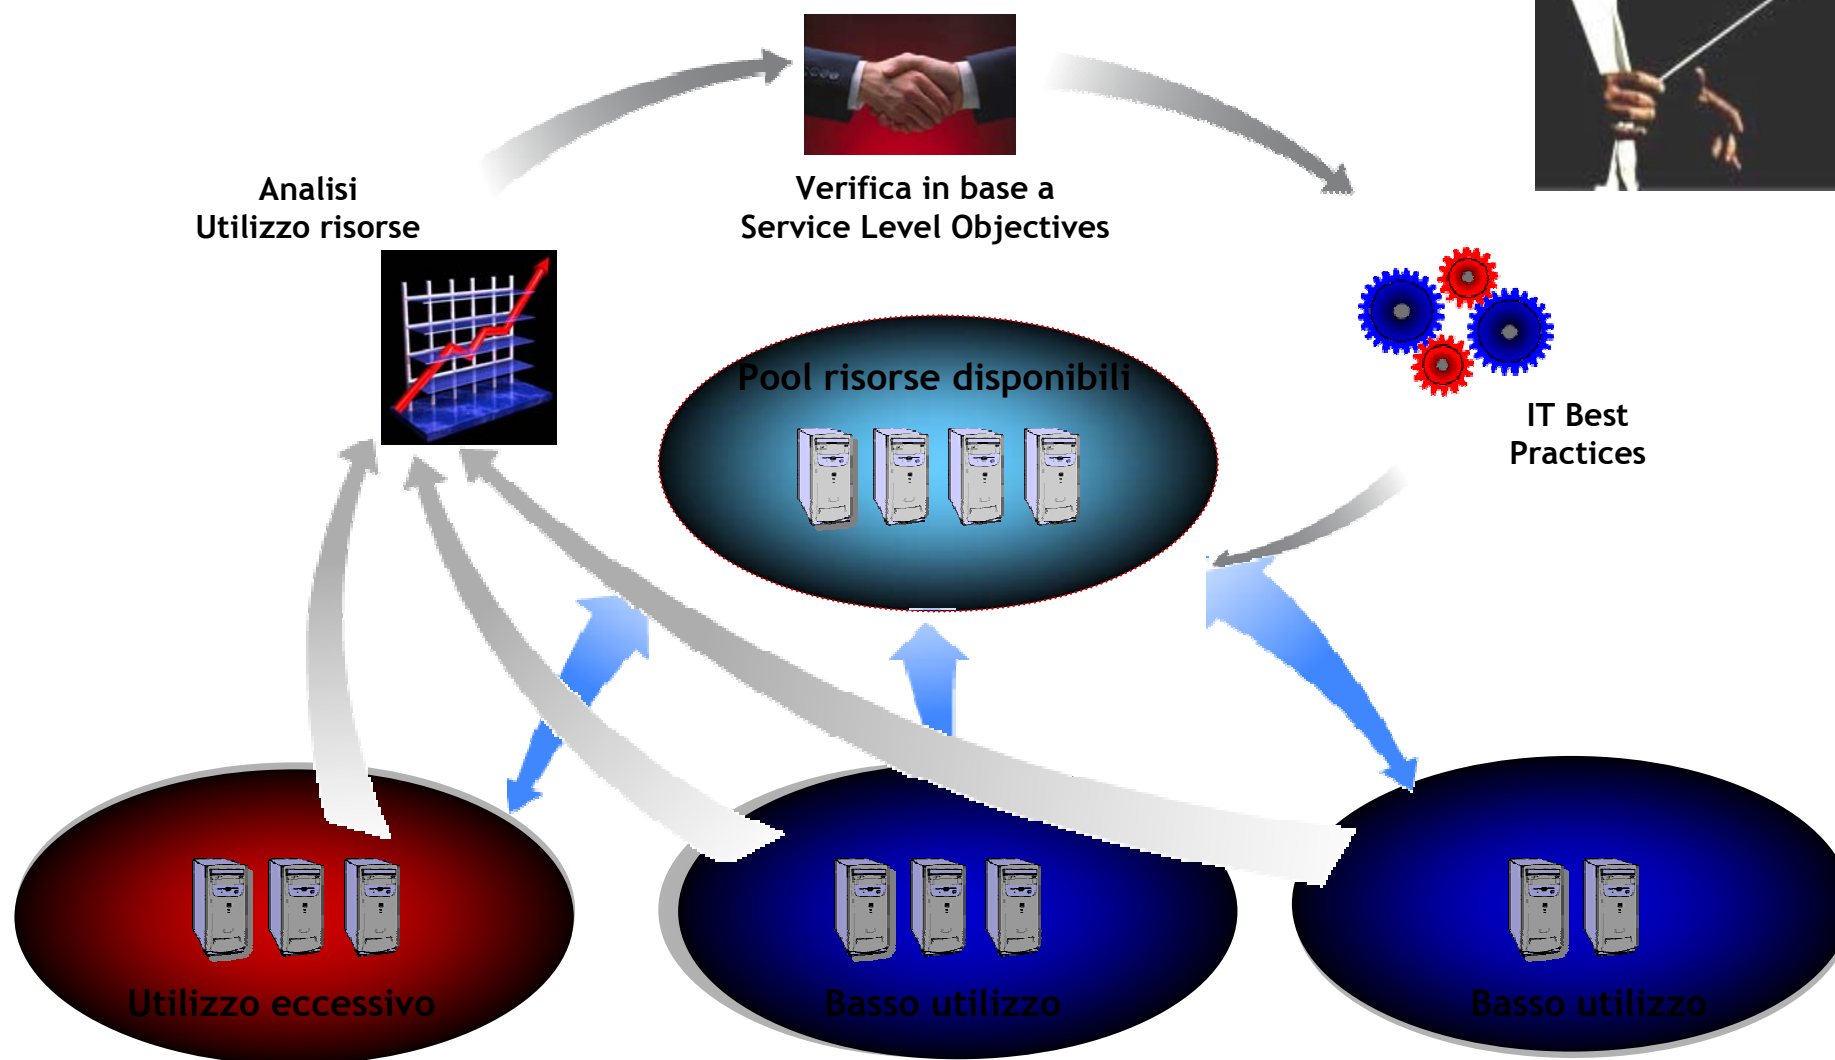 Analisi
Utilizzo risorse
Verifica in base a
Service Level Objectives
Pool risorse disponibili
IT Best
Practices
Utilizzo eccessivo
Basso utilizzo
Basso utilizzo